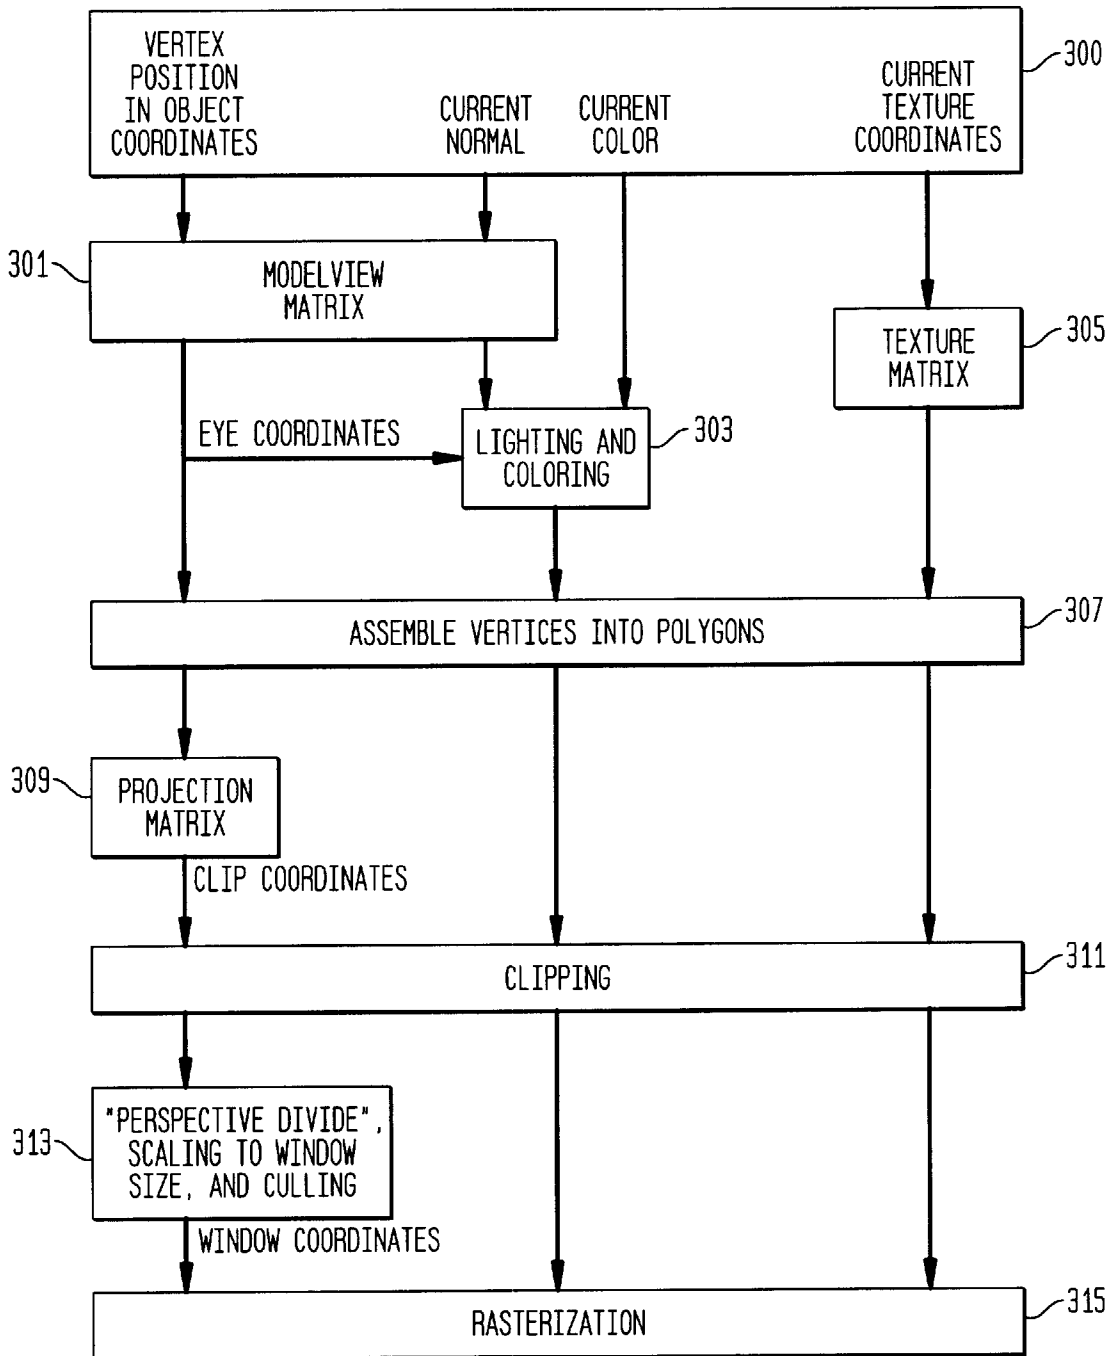 VERTEX
POSITION
IN OBJECT
COORDINATES
CURRENT
NORMAL
CURRENT
COLOR
CURRENT
TEXTURE
COORDINATES
300
301
MODELVIEW
MATRIX
TEXTURE
MATRIX
305
EYE COORDINATES
LIGHTING AND
COLORING
303
ASSEMBLE VERTICES INTO POLYGONS
307
309
PROJECTION
MATRIX
CLIP COORDINATES
CLIPPING
311
313
"PERSPECTIVE DIVIDE",
SCALING TO WINDOW
SIZE, AND CULLING
WINDOW COORDINATES
RASTERIZATION
315